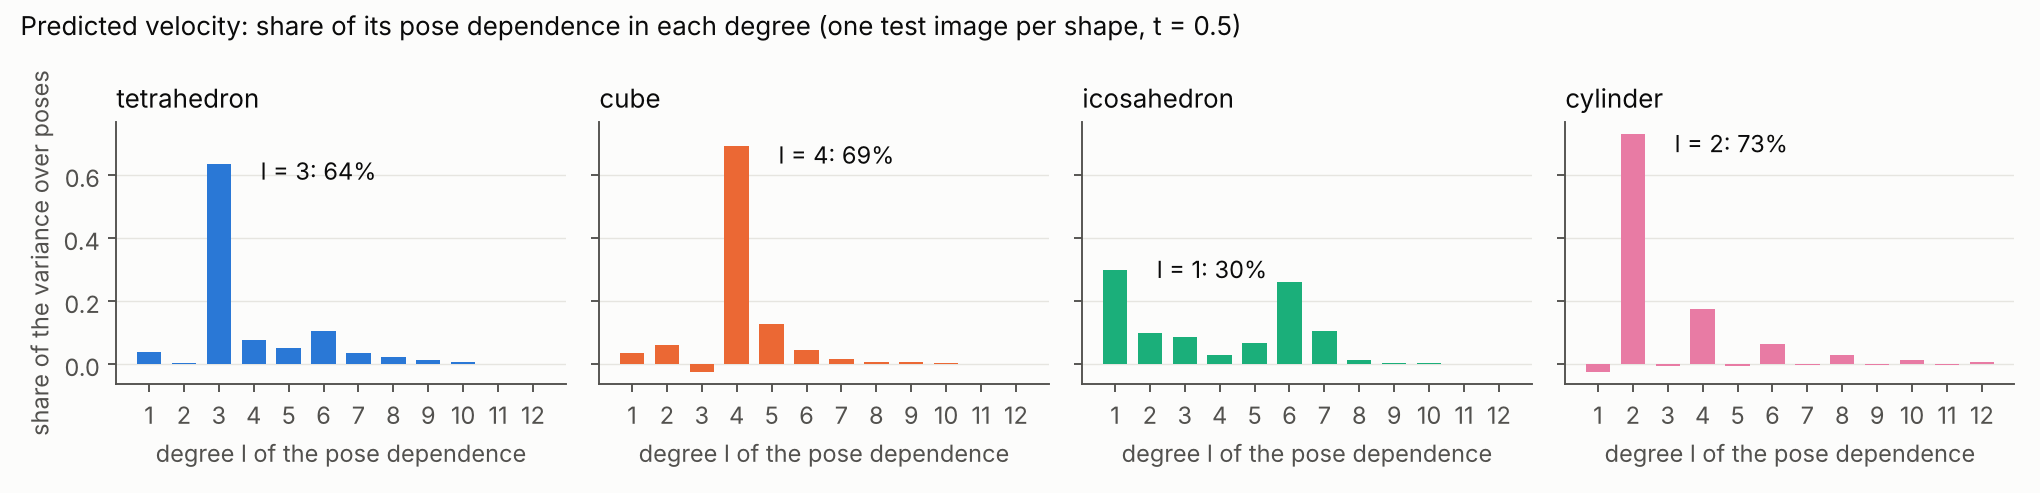 Predicted velocity: share of its pose dependence in each degree (one test image per shape, t = 0.5)
share of the variance over poses
tetrahedron
l = 3: 64%
0.6
0.4
0.2
0.0
1 2 3 4 5 6 7 8 9 10 11 12
degree l of the pose dependence
cube
l = 4: 69%
1 2 3 4 5 6 7 8 9 10 11 12
degree l of the pose dependence
icosahedron
l = 1: 30%
1 2 3 4 5 6 7 8 9 10 11 12
degree l of the pose dependence
cylinder
l = 2: 73%
1 2 3 4 5 6 7 8 9 10 11 12
degree l of the pose dependence